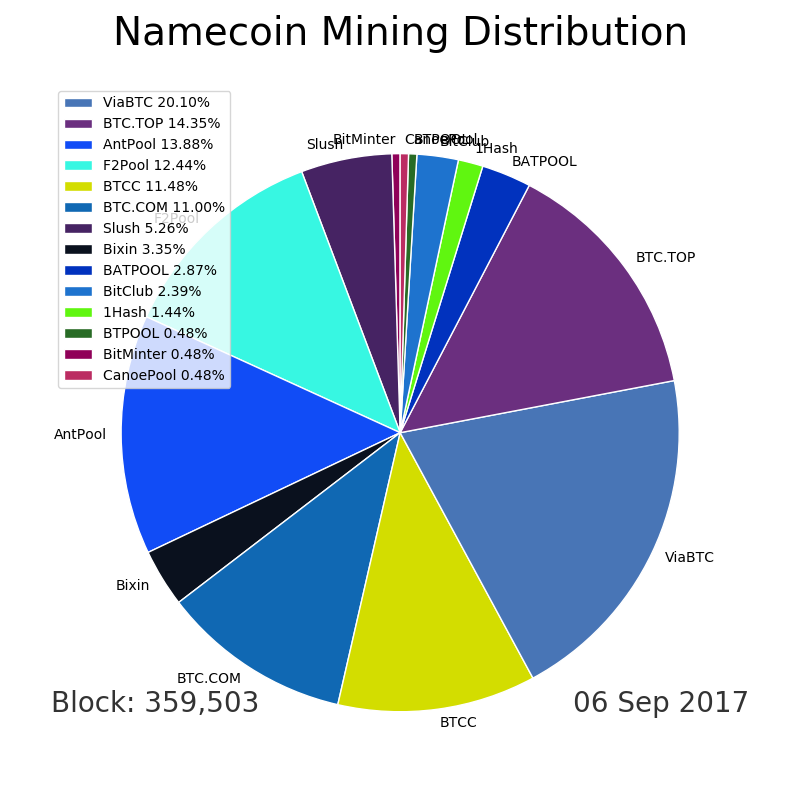 Namecoin Mining Distribution
ViaBTC 20.10%
BTC.TOP 14.35%
AntPool 13.88%
F2Pool 12.44%
BTCC 11.48%
BTC.COM 11.00%
Slush 5.26%
Bixin 3.35%
BATPOOL 2.87%
BitClub 2.39%
1Hash 1.44%
BTPOOL 0.48%
BitMinter 0.48%
CanoePool 0.48%
BitMinter
CanoePool
BTPOOL
BitClub
1Hash
Slush
BATPOOL
F2Pool
BTC.TOP
AntPool
ViaBTC
Bixin
BTC.COM
BTCC
Block: 359,503
06 Sep 2017